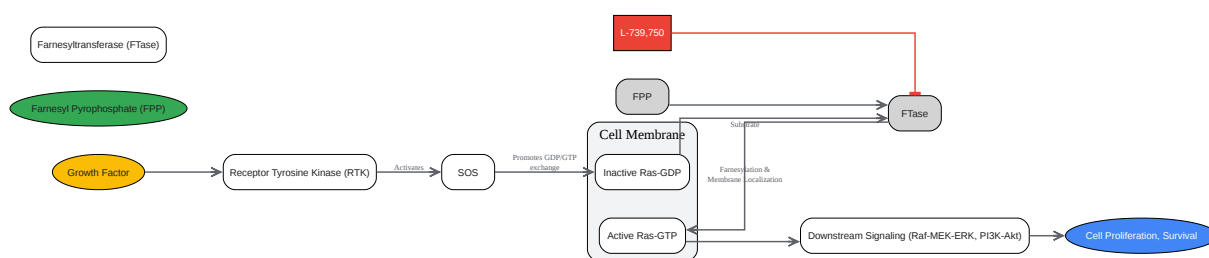 L-739,750
Farnesyltransferase (FTase)
FPP
Farnesyl Pyrophosphate (FPP)
FTase
Substrate
Cell Membrane
Growth Factor
Receptor Tyrosine Kinase (RTK)
Activates
SOS
Promotes GDP/GTP
exchange
Inactive Ras-GDP
Farnesylation &
Membrane Localization
Active Ras-GTP
Downstream Signaling (Raf-MEK-ERK, PI3K-Akt)
Cell Proliferation, Survival